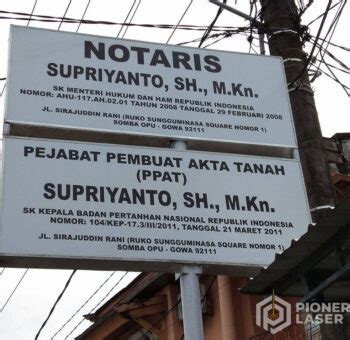 NOTARIS
SUPRIYANTO, SH., M.Kn.
SK MENTERI HUKUM DAN HAM REPUBLIK INDONESIA
NOMOR: AHU-117.AH.02.01 TAHUN 2008 TANGGAL 29 FEBRUARI 2008
JL. SIRAJUDDIN RANI (RUKO SUNGGUMINASA SQUARE NOMOR 1)
SOMBA OPU - GOWA 92111
PEJABAT PEMBUAT AKTA TANAH
(PPAT)
SUPRIYANTO, SH., M.Kn.
SK KEPALA BADAN PERTANHAN NASIONAL REPUBLIK INDONESIA
NOMOR: 104/KEP-17.3/III/2011, TANGGAL 21 MARET 2011
JL. SIRAJUDDIN RANI (RUKO SUNGGUMINASA SQUARE NOMOR 1)
SOMBA OPU - GOWA 92111
PIONER
LASER